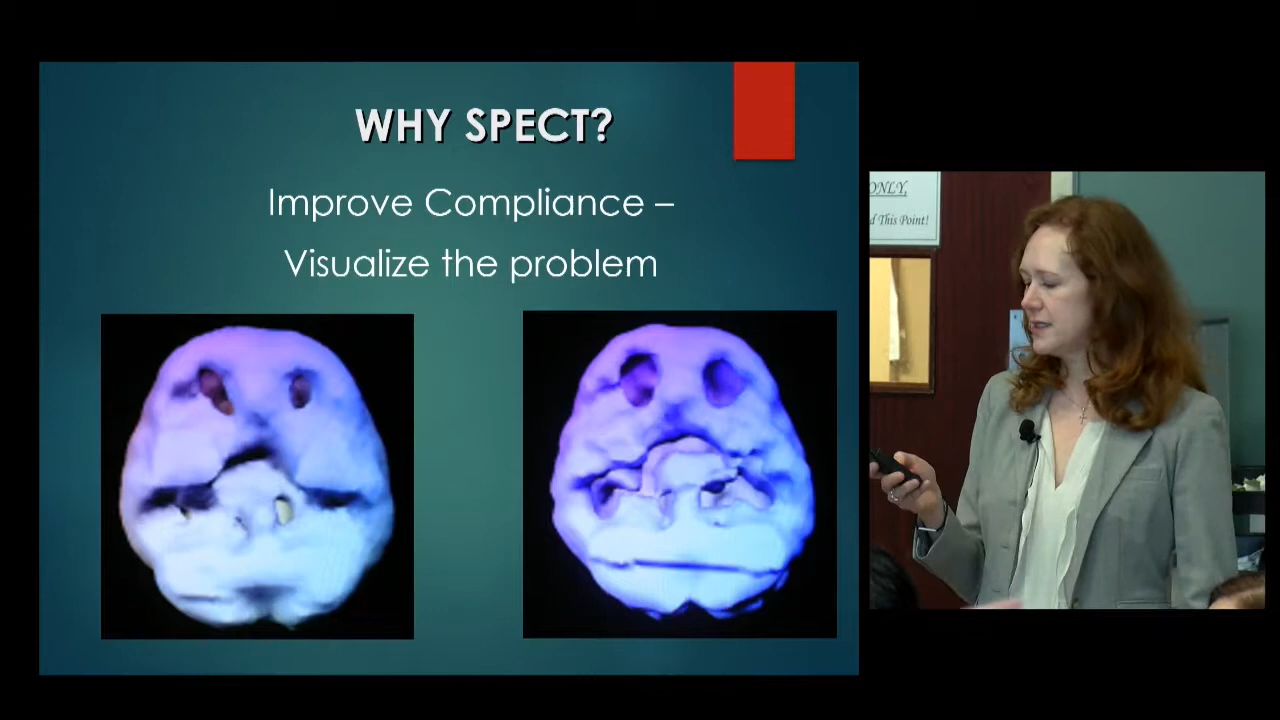 WHY SPECT?
Improve Compliance –
Visualize the problem
ONLY,
d This Point!